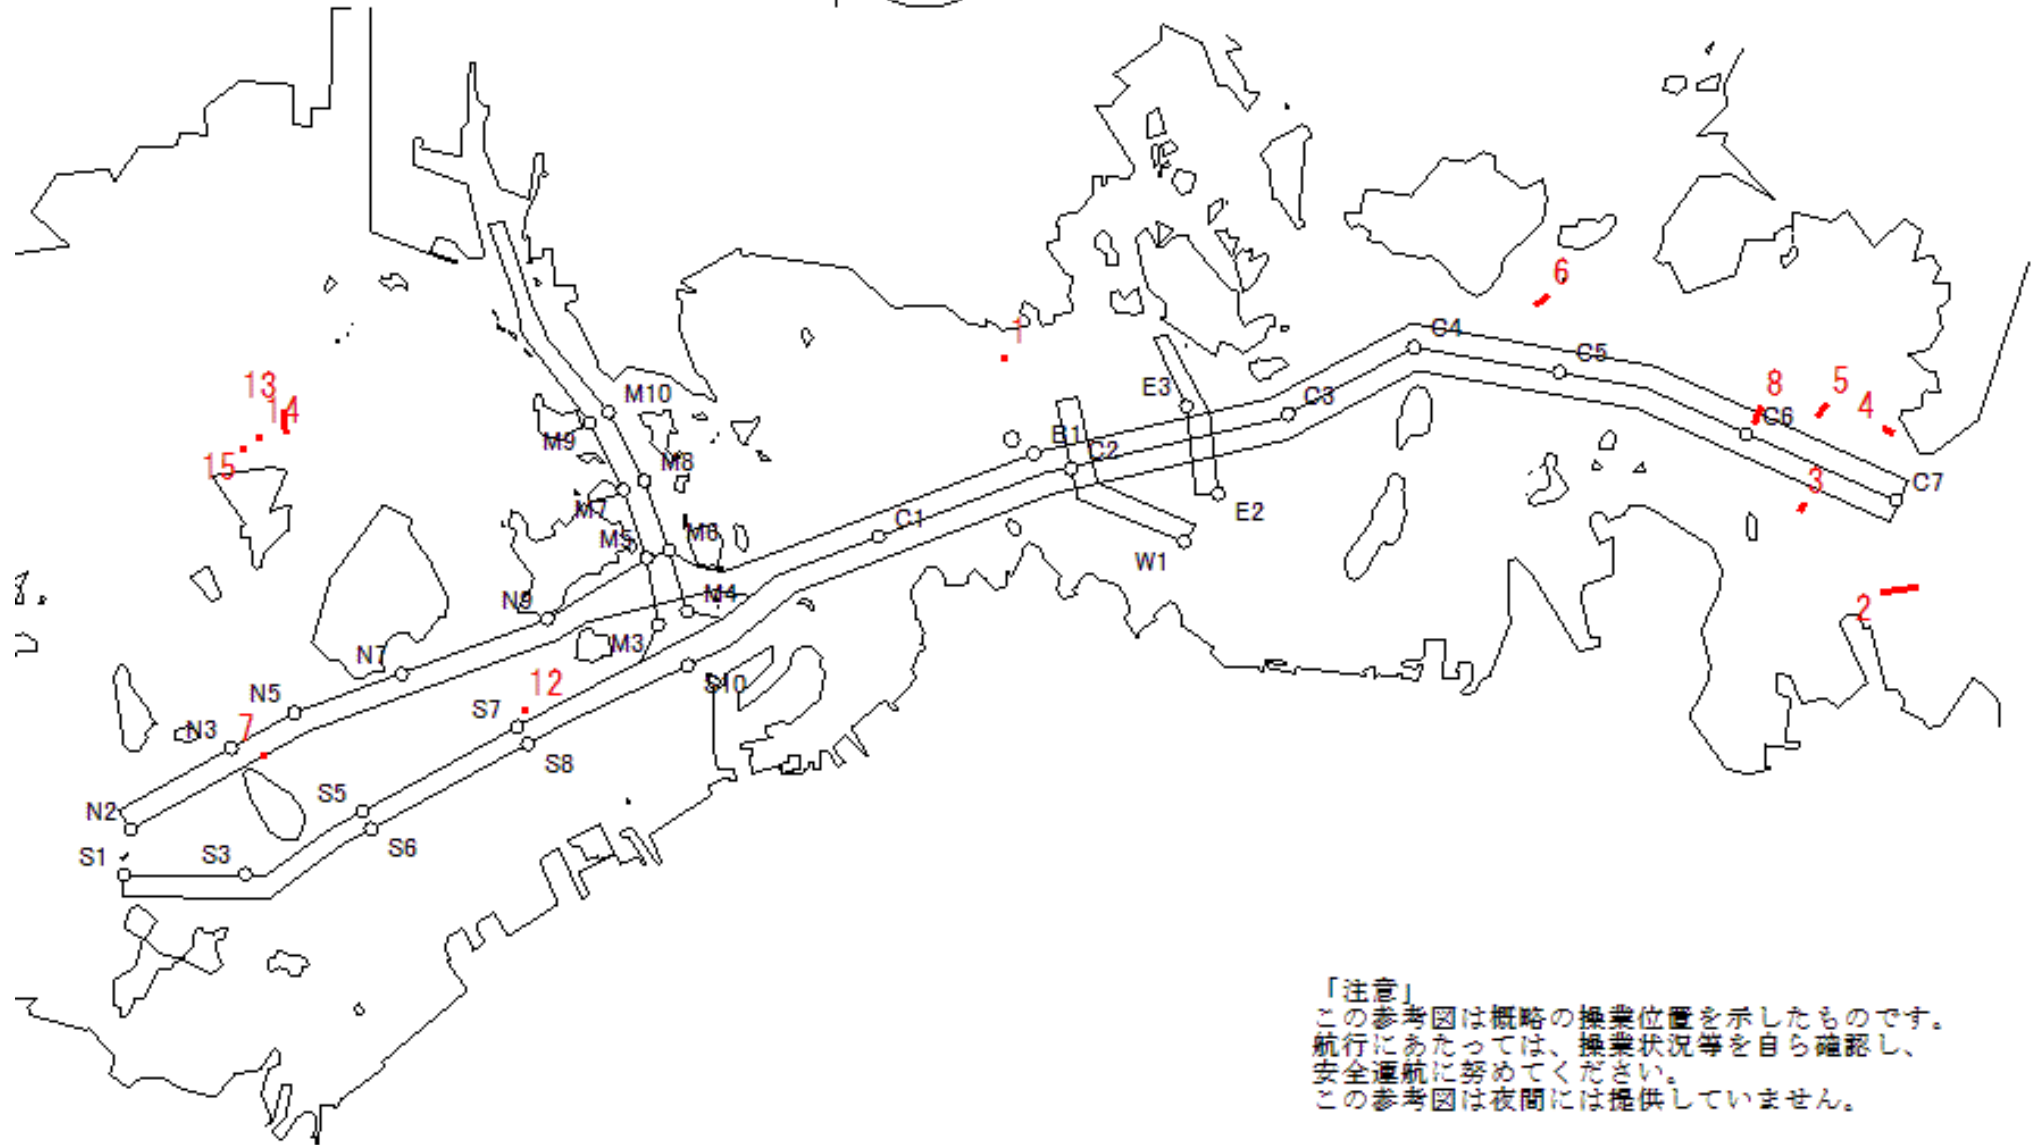 6
1
C4
C5
13
14
15
M10
E3
C3
8
5
4
C6
M9
B1
C2
M8
3
C7
M7
E2
M5
M6
C1
W1
N9
M4
2
N7
M3
12
S10
N5
S7
N3
7
S8
S5
N2
S6
S1
S3
「注意」
この参考図は概略の操業位置を示したものです。
航行にあたっては、操業状況等を自ら確認し、
安全運航に努めてください。
この参考図は夜間には提供していません。